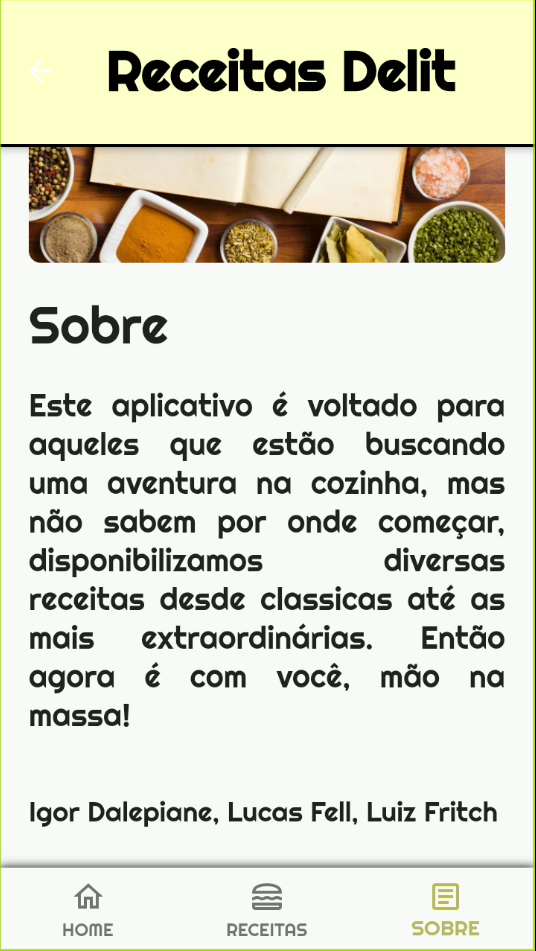 Receitas Delit
Sobre
Este aplicativo é voltado para
aqueles que estão buscando
uma aventura na cozinha, mas
não sabem por onde começar,
disponibilizamos diversas
receitas desde classicas até as
mais extraordinárias. Então
agora é com você, mão na
massa!
Igor Dalepiane, Lucas Fell, Luiz Fritch
HOME RECEITAS SOBRE